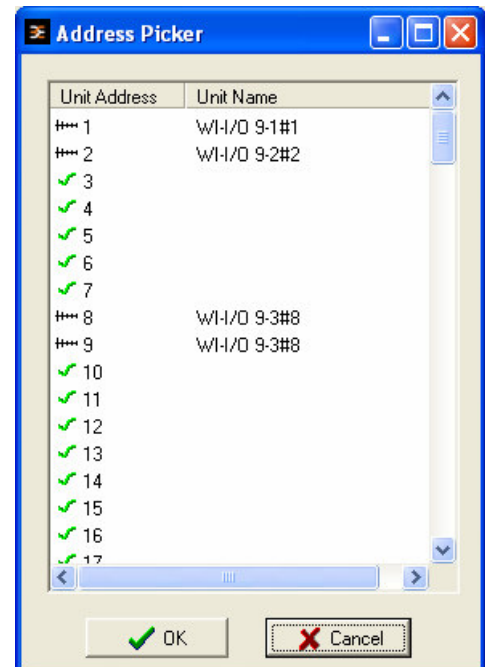 Address Picker
Unit Address Unit Name
1 WI-I/O 9-1#1
2 WI-I/O 9-2#2
3
4
5
6
7
8 WI-I/O 9-3#8
9 WI-I/O 9-3#8
10
11
12
13
14
15
16
17
OK Cancel